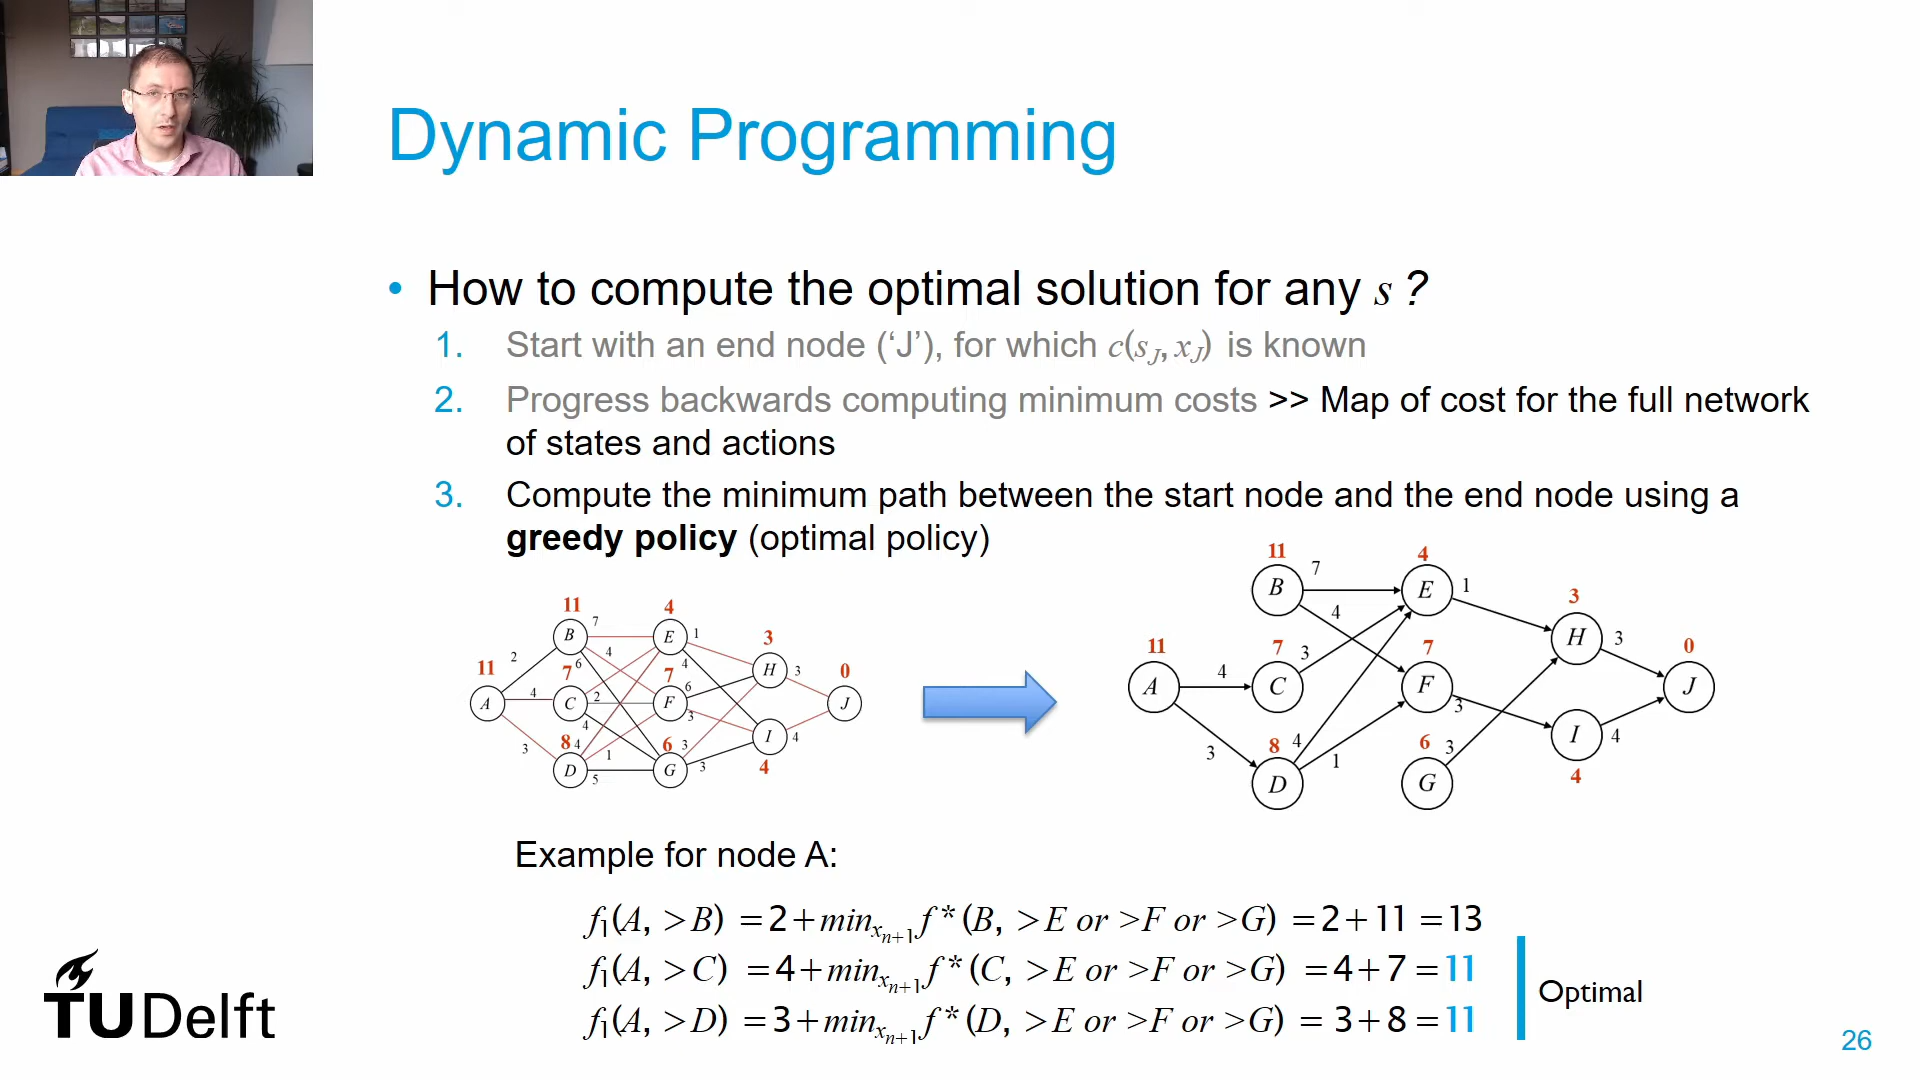 Dynamic Programming
• How to compute the optimal solution for any s ?
1. Start with an end node (‘J’), for which c(s_J, x_J) is known
2. Progress backwards computing minimum costs >> Map of cost for the full network
of states and actions
3. Compute the minimum path between the start node and the end node using a
greedy policy (optimal policy)
11 4
B 7 E 1
2 6 4 4 3
11 7 7 H 3 0
A 4 C 2 F 6 3 J
3 8 4 4 1 6 3 I 4
D 5 G 3 4
11 4
B 7 E 1
4 3
11 7 3 7 H 3 0
A 4 C F 3 J
3 8 4 1 6 3 I 4
D G 4
Example for node A:
f₁(A, >B) = 2 + min_{x_{n+1}} f*(B, >E or >F or >G) = 2 + 11 = 13
f₁(A, >C) = 4 + min_{x_{n+1}} f*(C, >E or >F or >G) = 4 + 7 = 11
f₁(A, >D) = 3 + min_{x_{n+1}} f*(D, >E or >F or >G) = 3 + 8 = 11
Optimal
TUDelft
26